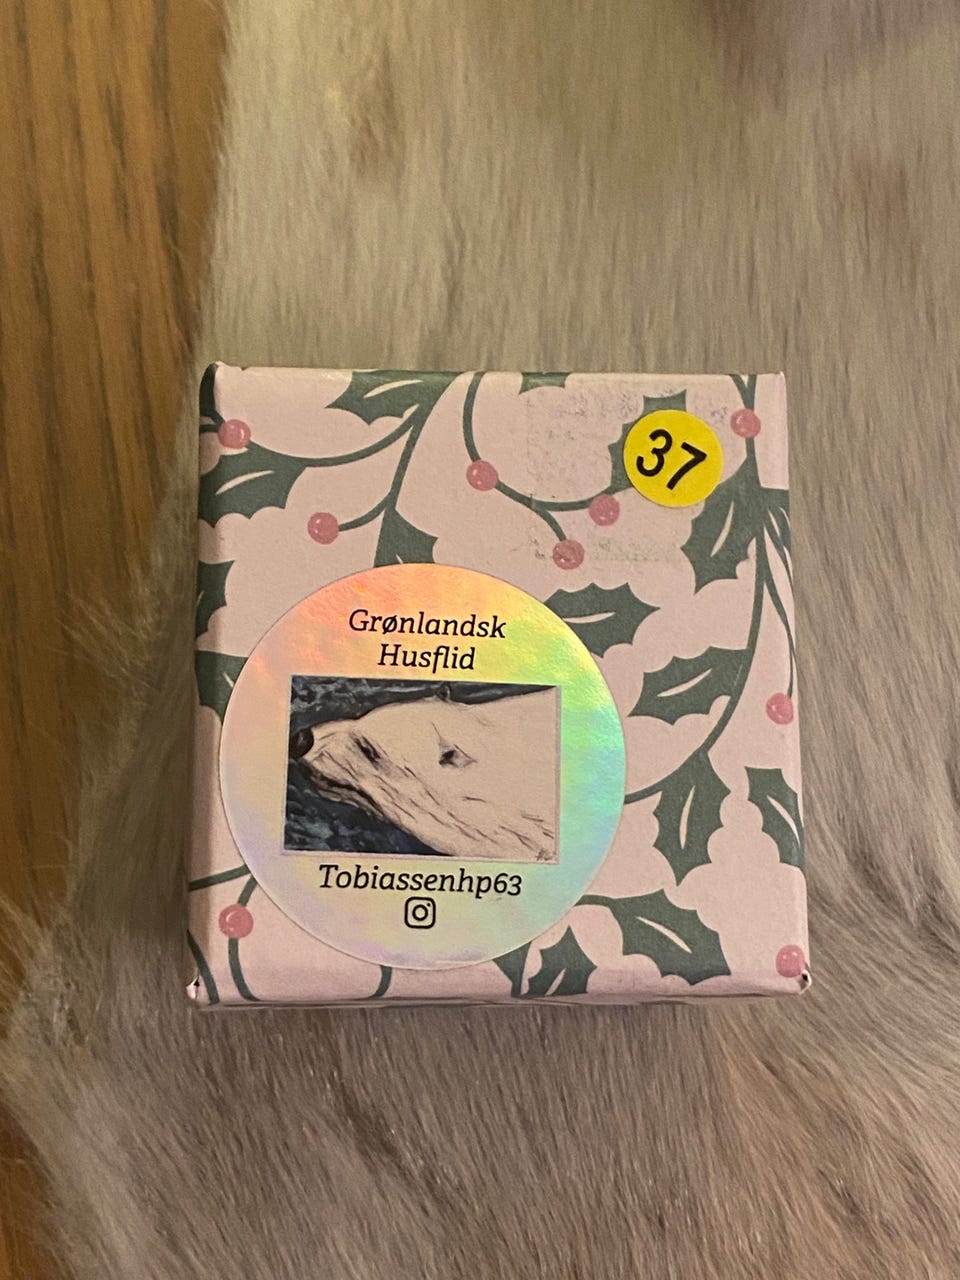 37
Grønlandsk
Husflid
Tobiassenhp63